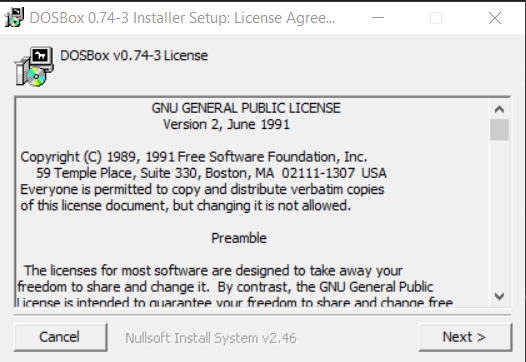 DOSBox 0.74-3 Installer Setup: License Agree...
DOSBox v0.74-3 License
GNU GENERAL PUBLIC LICENSE
Version 2, June 1991
Copyright (C) 1989, 1991 Free Software Foundation, Inc.
59 Temple Place, Suite 330, Boston, MA  02111-1307  USA
Everyone is permitted to copy and distribute verbatim copies
of this license document, but changing it is not allowed.
Preamble
The licenses for most software are designed to take away your
freedom to share and change it.  By contrast, the GNU General Public
License is intended to guarantee your freedom to share and change free
Cancel
Nullsoft Install System v2.46
Next >